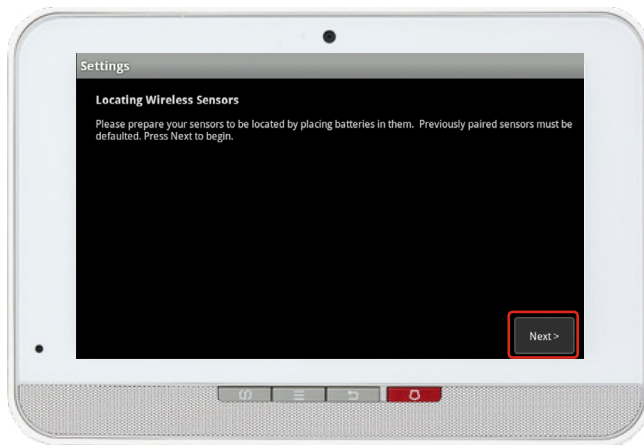 Settings
Locating Wireless Sensors
Please prepare your sensors to be located by placing batteries in them. Previously paired sensors must be
defaulted. Press Next to begin.
Next >